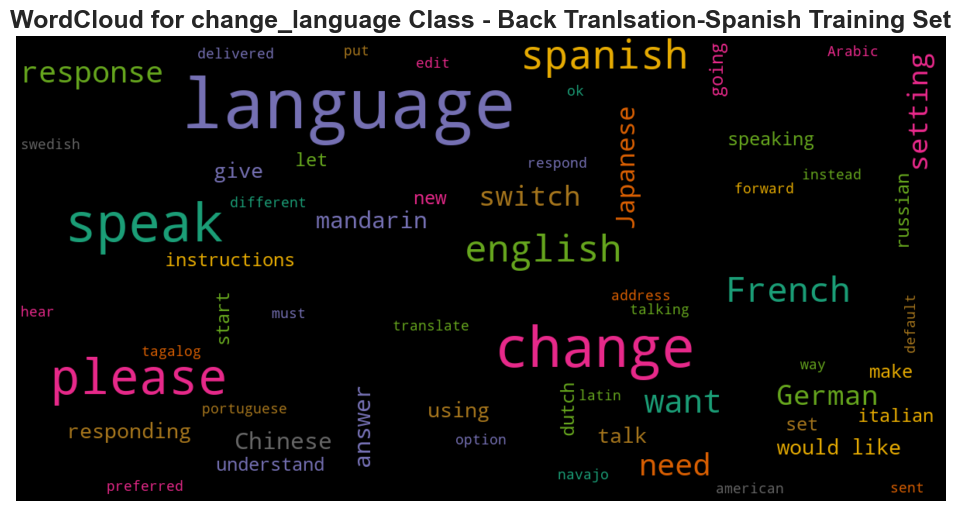 WordCloud for change_language Class - Back Tranlsation-Spanish Training Set
delivered
put
edit
spanish
going
Arabic
response
language
ok
setting
swedish
let
give
respond
Japanese
speaking
instead
forward
russian
different
new
switch
speak
mandarin
instructions
english
French
hear
start
must
address
talking
translate
default
change
tagalog
please
way
make
portuguese
answer
using
dutch
latin
want
German
italian
responding
Chinese
option
talk
set
would like
understand
need
navajo
preferred
american
sent